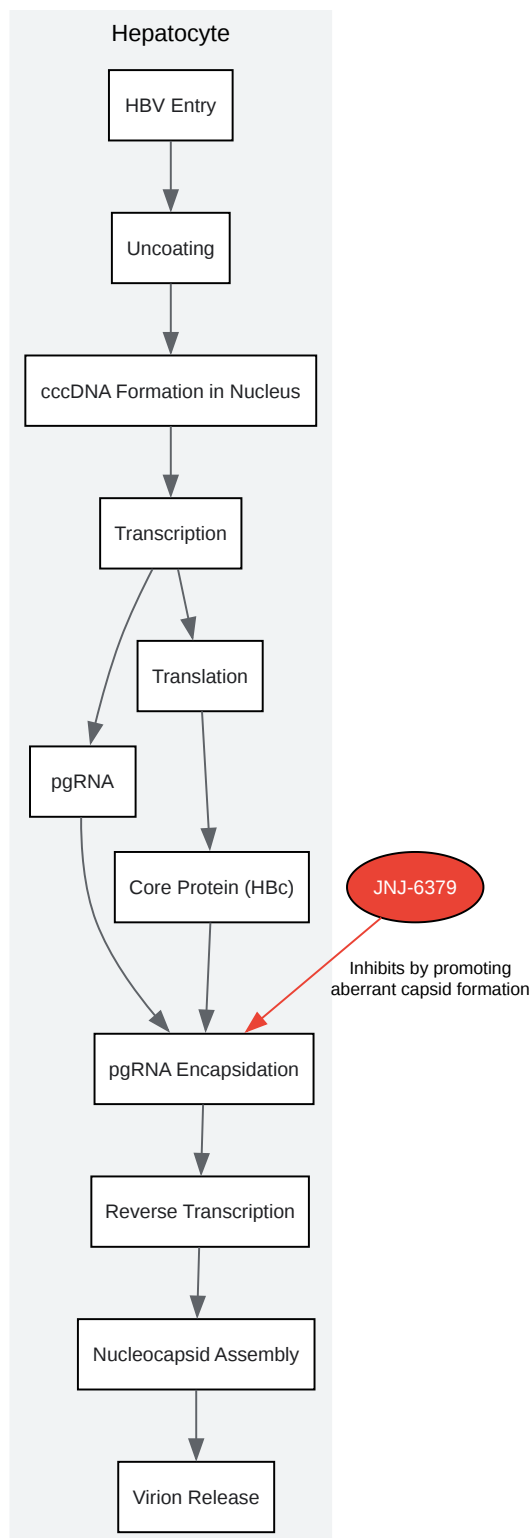 Hepatocyte
HBV Entry
Uncoating
cccDNA Formation in Nucleus
Transcription
Translation
pgRNA
Core Protein (HBc)
JNJ-6379
Inhibits by promoting
aberrant capsid formation
pgRNA Encapsidation
Reverse Transcription
Nucleocapsid Assembly
Virion Release